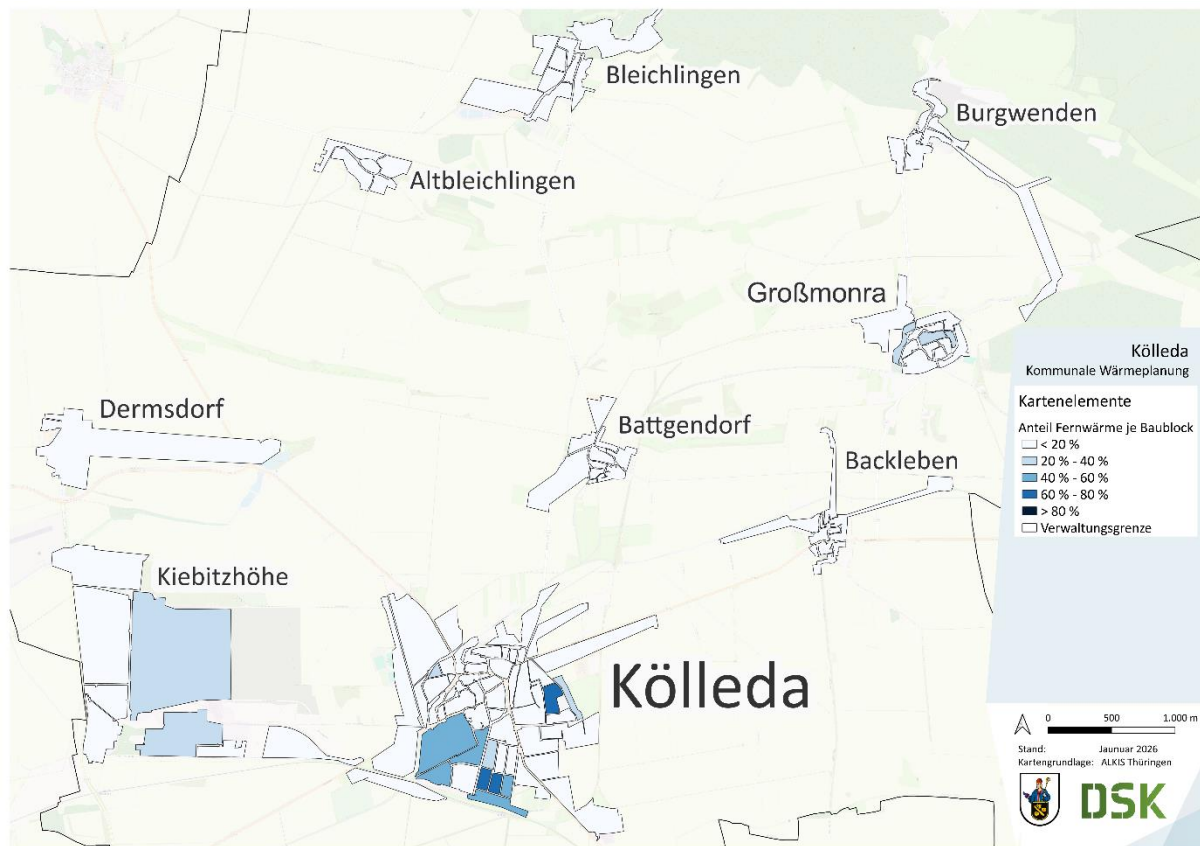 Bleichlingen
Burgwenden
Altbleichlingen
Großmonra
Kölleda
Kommunale Wärmeplanung
Kartenelemente
Anteil Fernwärme je Baublock
< 20 %
20 % - 40 %
40 % - 60 %
60 % - 80 %
> 80 %
Verwaltungsgrenze
Dermsdorf
Battgendorf
Backleben
Kiebitzhöhe
Kölleda
0 500 1.000 m
Stand: Jaunuar 2026
Kartengrundlage: ALKIS Thüringen
DSK